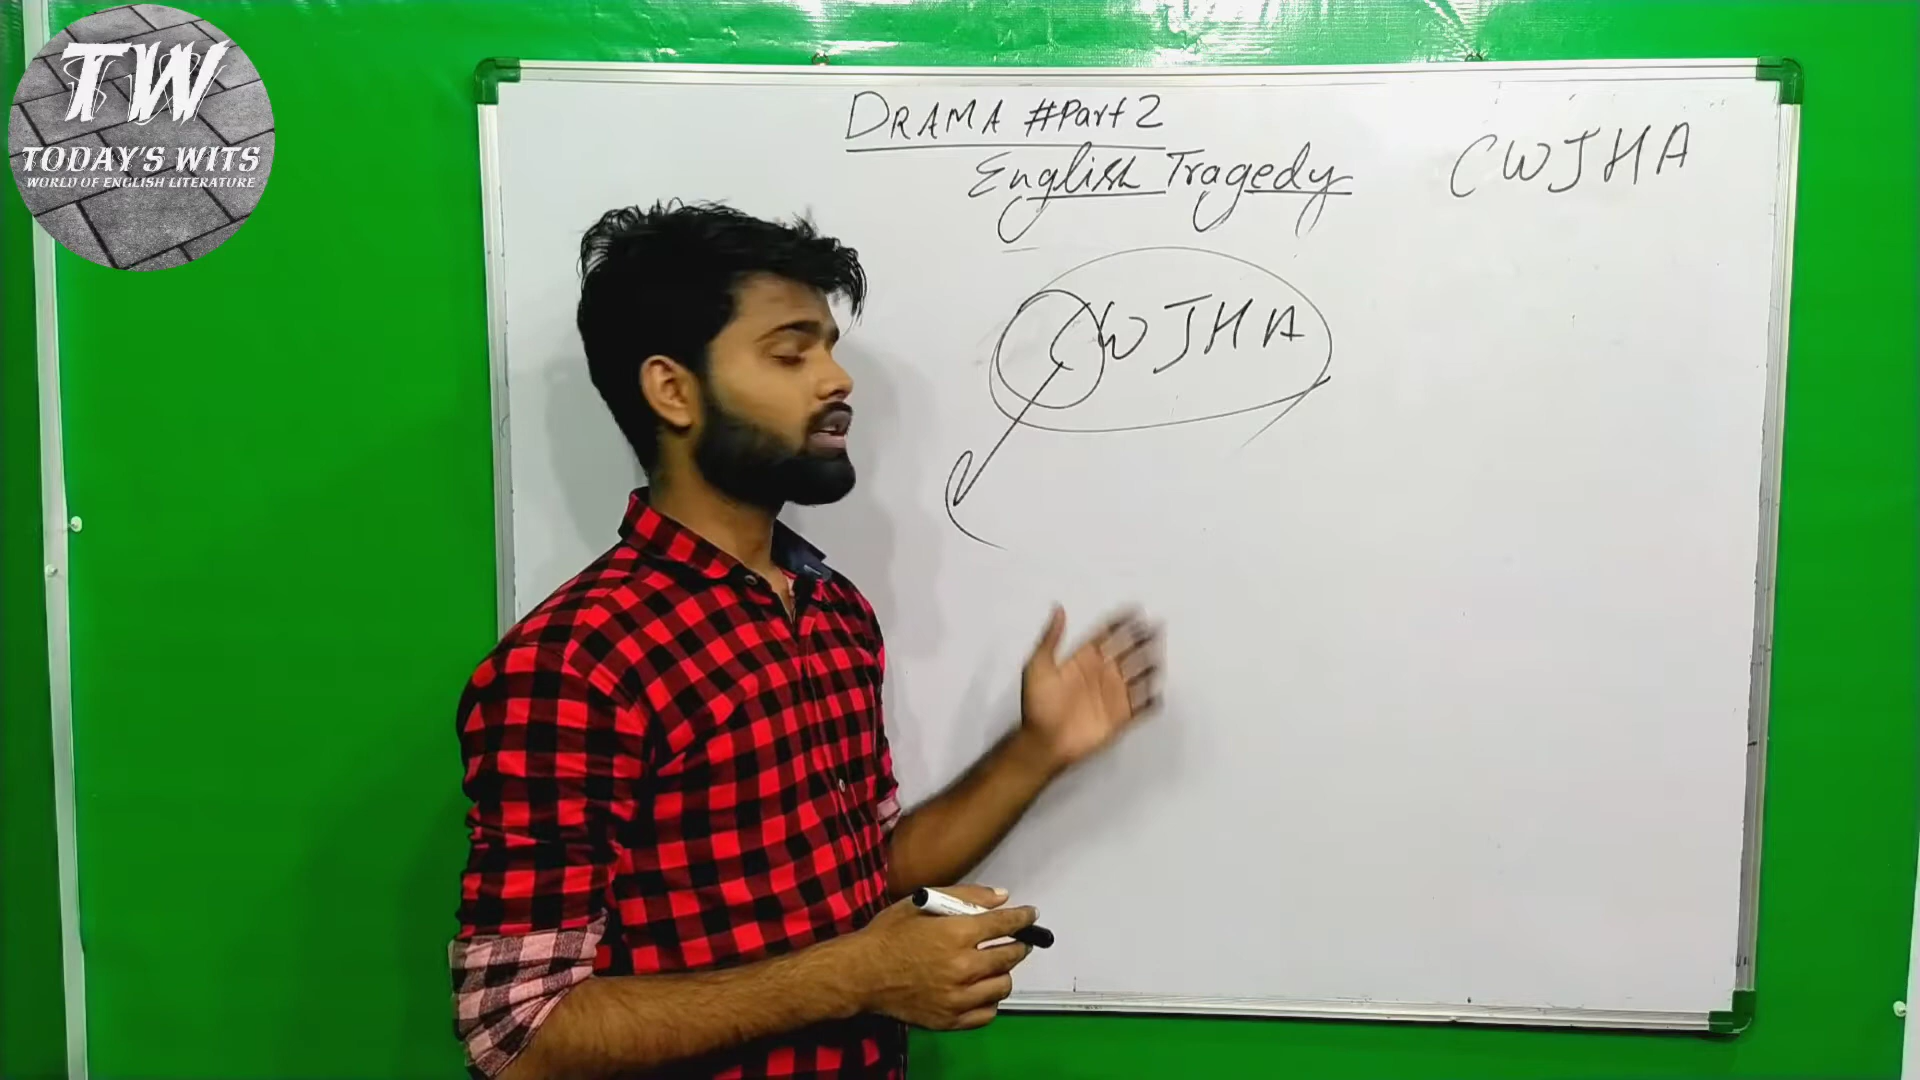 TW
TODAY'S WITS
WORLD OF ENGLISH LITERATURE
DRAMA #Part 2
English Tragedy
CWJHA
CWJHA